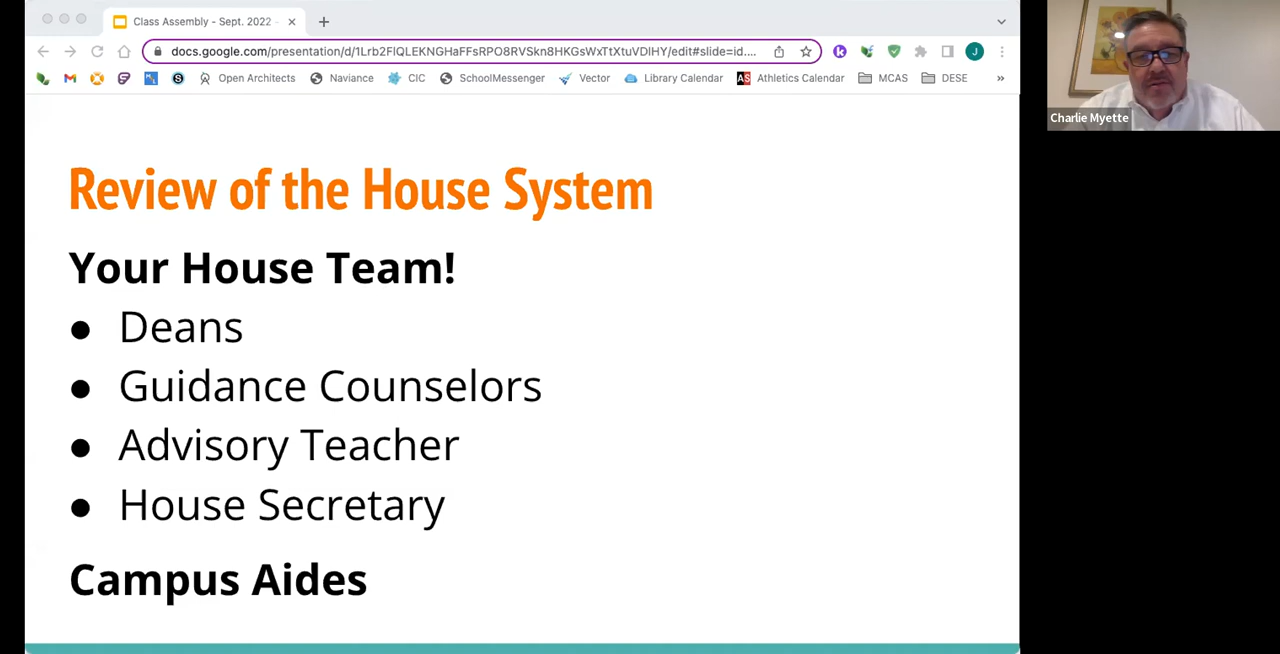 Class Assembly - Sept. 2022 -
docs.google.com/presentation/d/1Lrb2FlQLEKNGHaFFsRPO8RVSkn8HKGsWxTtXtuVDlHY/edit#slide=id....
J
Open Architects
Naviance
CIC
SchoolMessenger
Vector
Library Calendar
AS Athletics Calendar
MCAS
DESE
»
Charlie Myette
Review of the House System
Your House Team!
● Deans
● Guidance Counselors
● Advisory Teacher
● House Secretary
Campus Aides